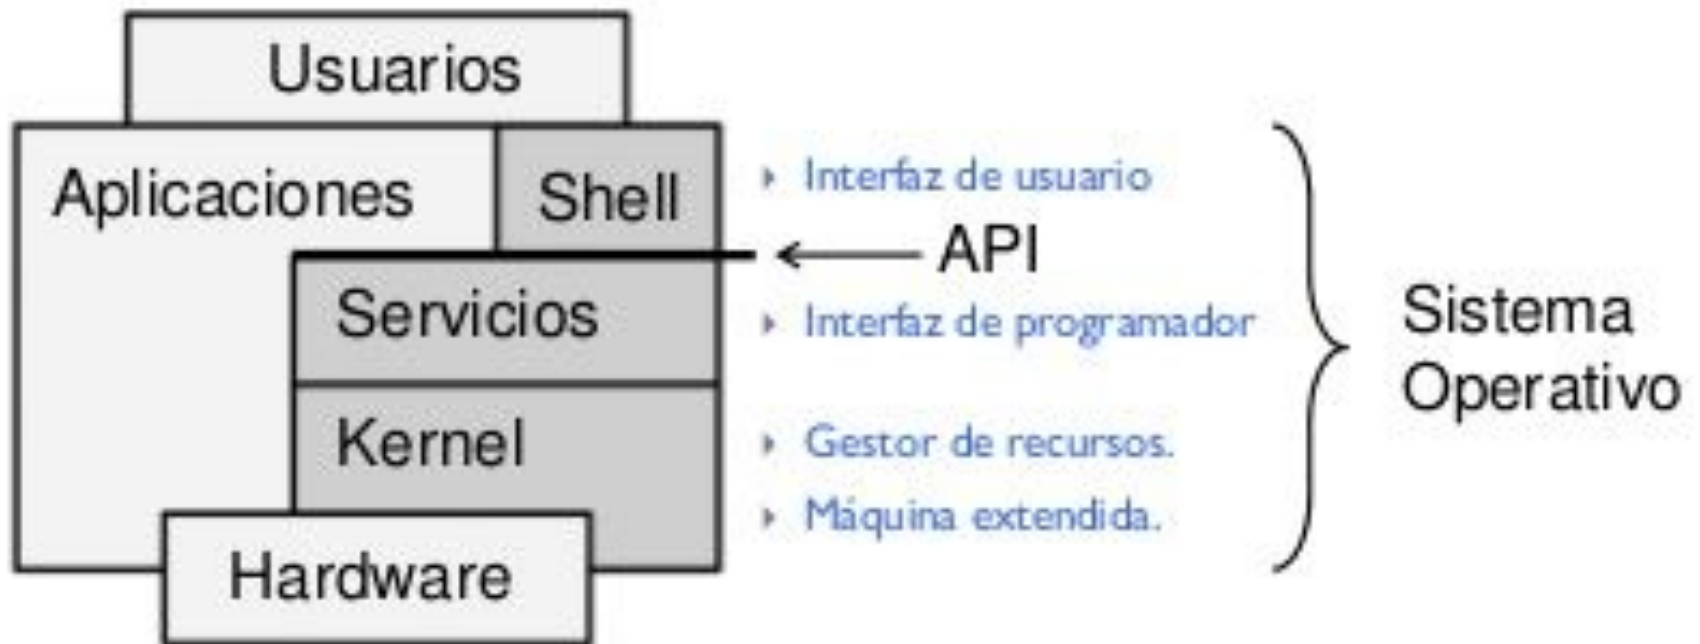 Usuarios
Aplicaciones
Shell
Interfaz de usuario
API
Servicios
Interfaz de programador
Kernel
Gestor de recursos.
Máquina extendida.
Hardware
Sistema
Operativo